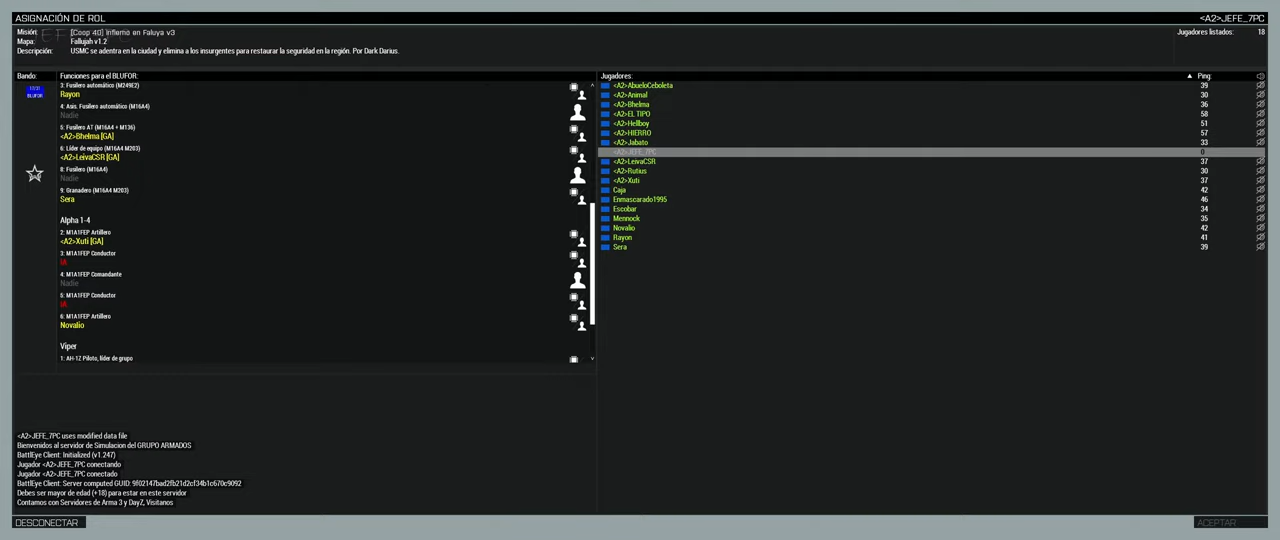 ASIGNACIÓN DE ROL
<A2>JEFE_7PC
Misión: [Coop 40] Infierno en Faluya v3
Mapa: Fallujah v1.2
Descripción: USMC se adentra en la ciudad y elimina a los insurgentes para restaurar la seguridad en la región. Por Dark Darius.
Jugadores listados: 18
Bando:
BLUFOR
Funciones para el BLUFOR:
3: Fusilero automático (M249E2)
Rayon
4: Asis. Fusilero automático (M16A4)
Nadie
5: Fusilero AT (M16A4 + M136)
<A2>Bhelma [GA]
6: Líder de equipo (M16A4 M203)
<A2>LeivaCSR [GA]
8: Fusilero (M16A4)
Nadie
9: Granadero (M16A4 M203)
Sera
Alpha 1-4
2: M1A1FEP Artillero
<A2>Xuti [GA]
3: M1A1FEP Conductor
IA
4: M1A1FEP Comandante
Nadie
5: M1A1FEP Conductor
IA
6: M1A1FEP Artillero
Novalio
Viper
1: AH-1Z Piloto, líder de grupo
Jugadores: Ping:
<A2>AbueloCeboleta 39
<A2>Animal 30
<A2>Bhelma 36
<A2>EL TIPO 58
<A2>Hellboy 51
<A2>HIERRO 57
<A2>Jabato 33
<A2>JEFE_7PC 0
<A2>LeivaCSR 37
<A2>Rutius 30
<A2>Xuti 37
Caja 42
Enmascarado1995 46
Escobar 34
Mennock 35
Novalio 42
Rayon 41
Sera 39
<A2>JEFE_7PC uses modified data file
Bienvenidos al servidor de Simulacion del GRUPO ARMADOS
BattlEye Client: Initialized (v1.247)
Jugador <A2>JEFE_7PC conectando
Jugador <A2>JEFE_7PC conectado
BattlEye Client: Server computed GUID: 9f02147bad2fb21d2cf34b1c670c9092
Debes ser mayor de edad (+18) para estar en este servidor
Contamos con Servidores de Arma 3 y DayZ, Visitanos
DESCONECTAR
ACEPTAR